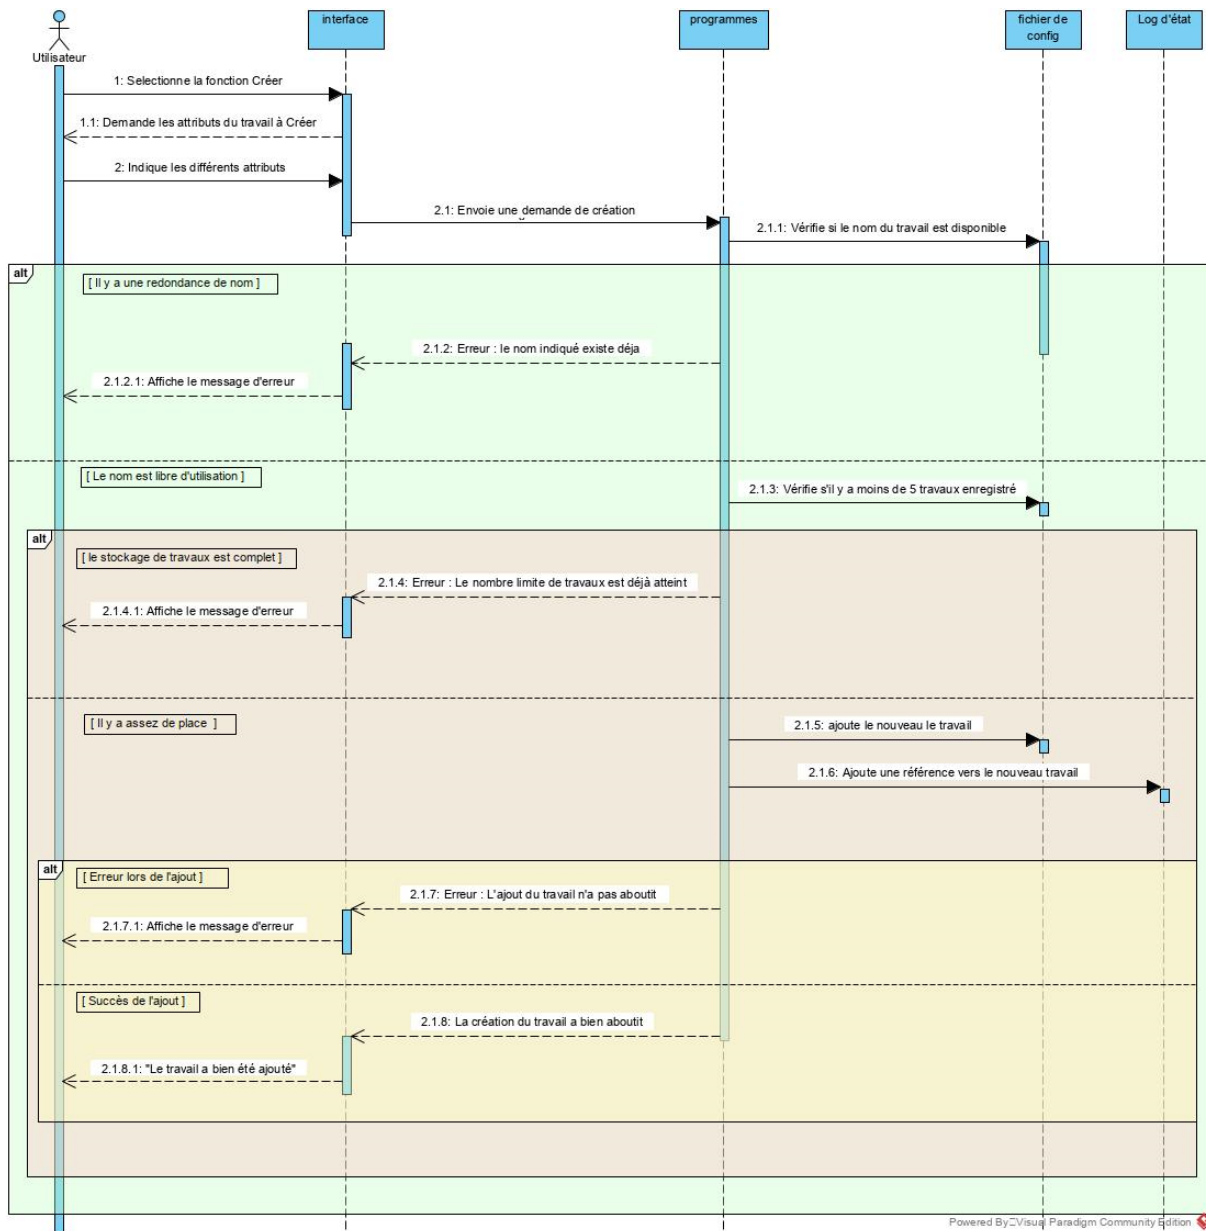 interface
programmes
fichier de
config
Log d'état
Utilisateur
1: Selectionne la fonction Créer
1.1: Demande les attributs du travail à Créer
2: Indique les différents attributs
2.1: Envoie une demande de création
2.1.1: Vérifie si le nom du travail est disponible
alt
[ Il y a une redondance de nom ]
2.1.2: Erreur : le nom indiqué existe déja
2.1.2.1: Affiche le message d'erreur
[ Le nom est libre d'utilisation ]
2.1.3: Vérifie s'il y a moins de 5 travaux enregistré
alt
[ le stockage de travaux est complet ]
2.1.4: Erreur : Le nombre limite de travaux est déjà atteint
2.1.4.1: Affiche le message d'erreur
[ Il y a assez de place ]
2.1.5: ajoute le nouveau le travail
2.1.6: Ajoute une référence vers le nouveau travail
alt
[ Erreur lors de l'ajout ]
2.1.7: Erreur : L'ajout du travail n'a pas aboutit
2.1.7.1: Affiche le message d'erreur
[ Succès de l'ajout ]
2.1.8: La création du travail a bien aboutit
2.1.8.1: "Le travail a bien été ajouté"
Powered By Visual Paradigm Community Edition